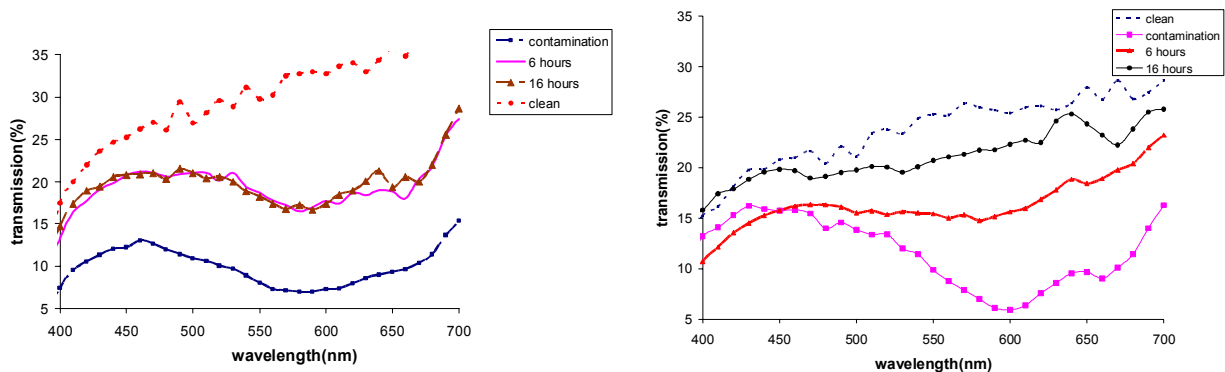 35
30
25
20
15
10
5
transmission(%)
400 450 500 550 600 650 700
wavelength(nm)
contamination
6 hours
16 hours
clean
35
30
25
20
15
10
5
transmission(%)
400 450 500 550 600 650 700
wavelength(nm)
clean
contamination
6 hours
16 hours